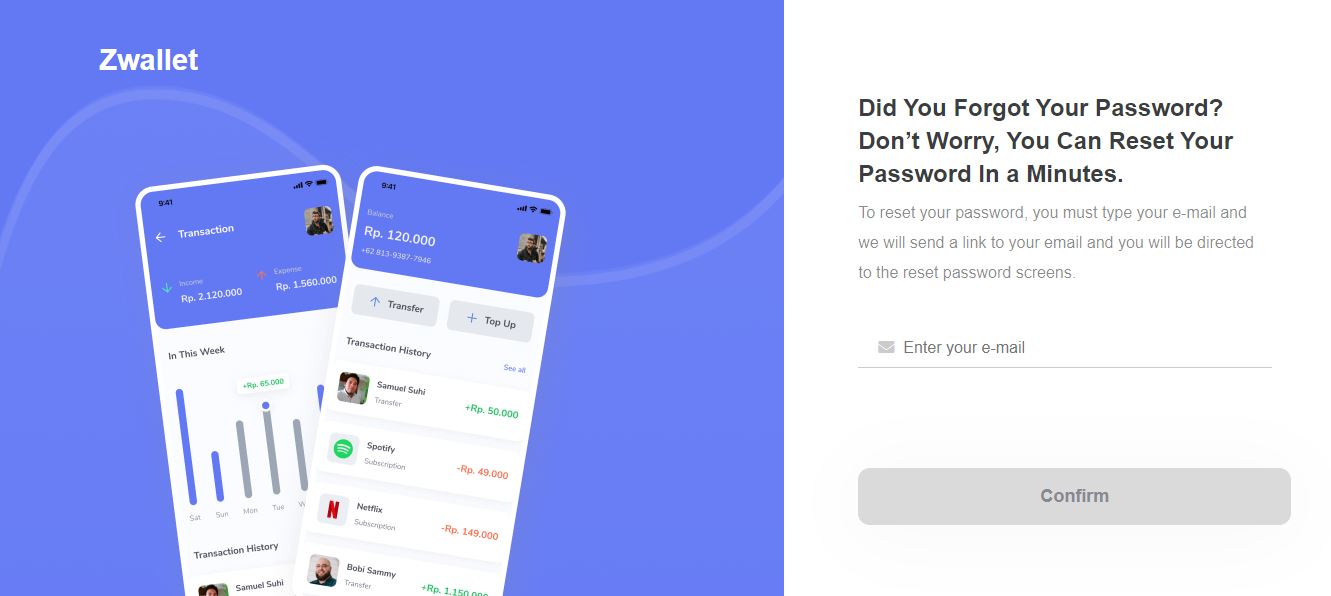 Zwallet
9:41
Transaction
Income
Rp. 2.120.000
Expense
Rp. 1.560.000
In This Week
+Rp. 65.000
Sat
Sun
Mon
Tue
Transaction History
Samuel Suhi
9:41
Balance
Rp. 120.000
+62 813-9387-7946
Transfer
Top Up
Transaction History
See all
Samuel Suhi
Transfer
+Rp. 50.000
Spotify
Subscription
-Rp. 49.000
Netflix
Subscription
-Rp. 149.000
Bobi Sammy
Transfer
+Rp. 1.150.000
Did You Forgot Your Password?
Don’t Worry, You Can Reset Your
Password In a Minutes.
To reset your password, you must type your e-mail and
we will send a link to your email and you will be directed
to the reset password screens.
Enter your e-mail
Confirm